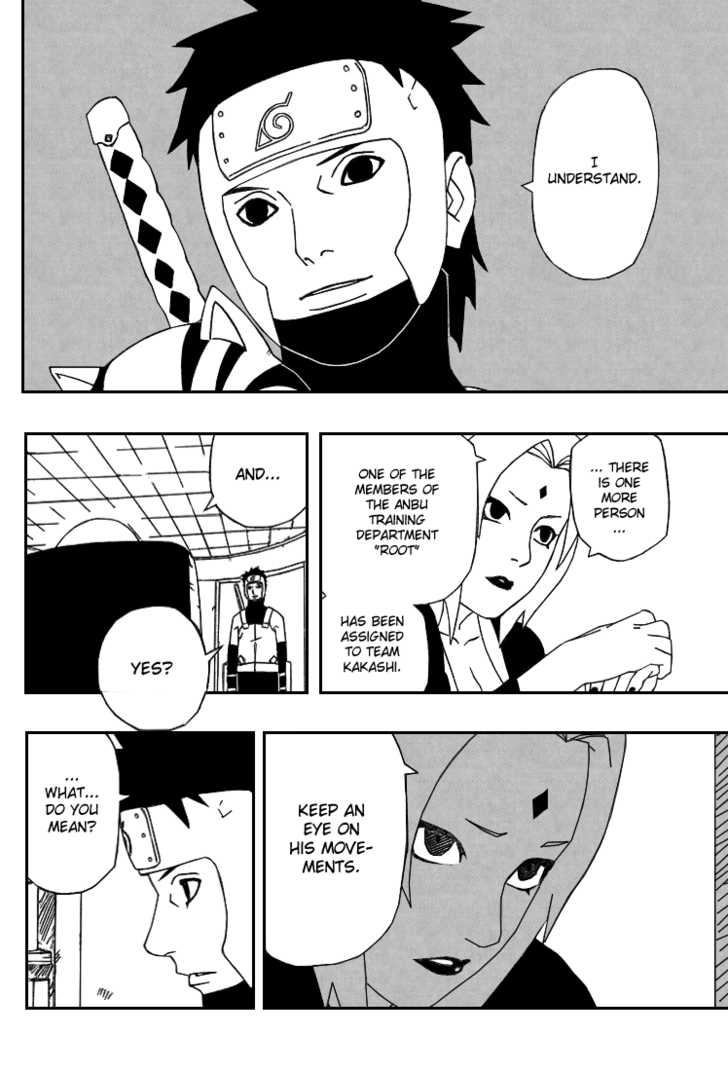 I
UNDERSTAND.
... THERE
IS ONE
MORE
PERSON
...
ONE OF THE
MEMBERS OF
THE ANBU
TRAINING
DEPARTMENT
"ROOT"
HAS BEEN
ASSIGNED
TO TEAM
KAKASHI.
AND...
YES?
KEEP AN
EYE ON
HIS MOVE-
MENTS.
...
WHAT...
DO YOU
MEAN?